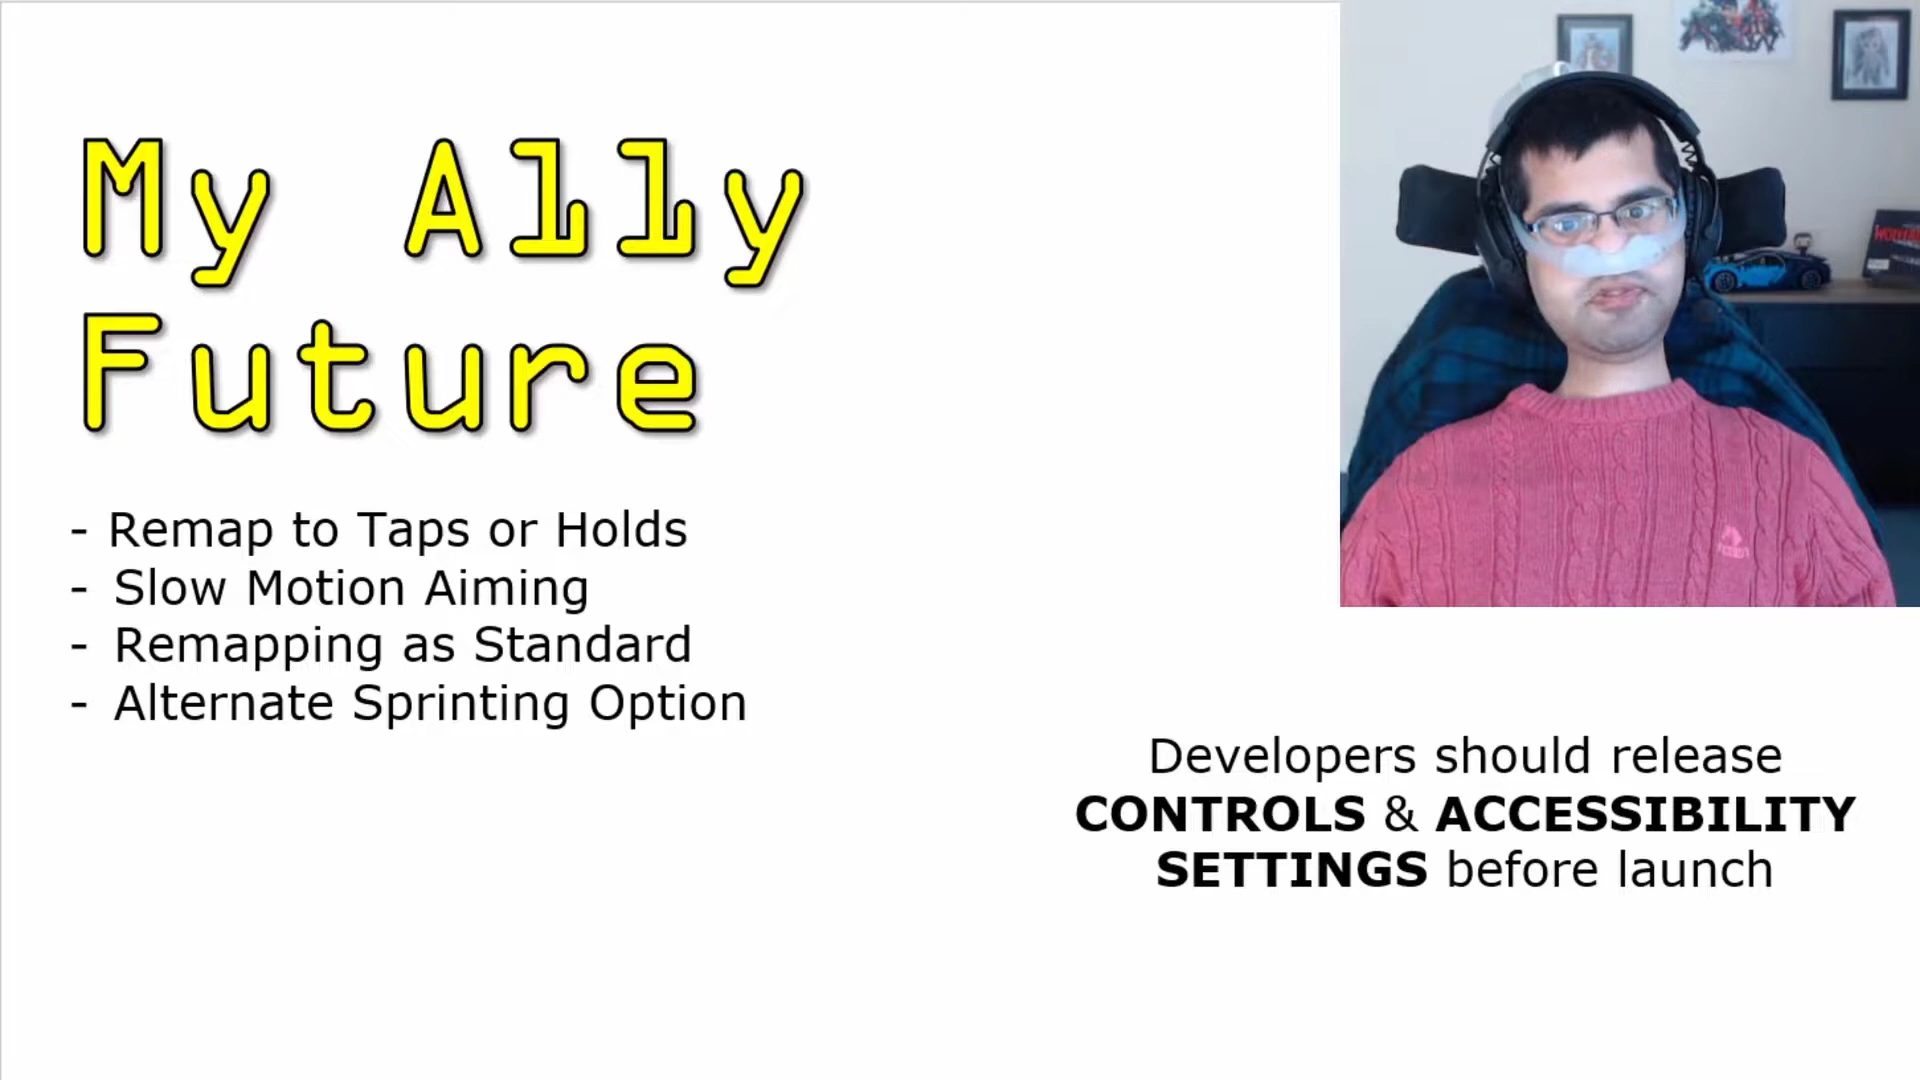 My A11y
Future
- Remap to Taps or Holds
- Slow Motion Aiming
- Remapping as Standard
- Alternate Sprinting Option
Developers should release
CONTROLS & ACCESSIBILITY
SETTINGS before launch